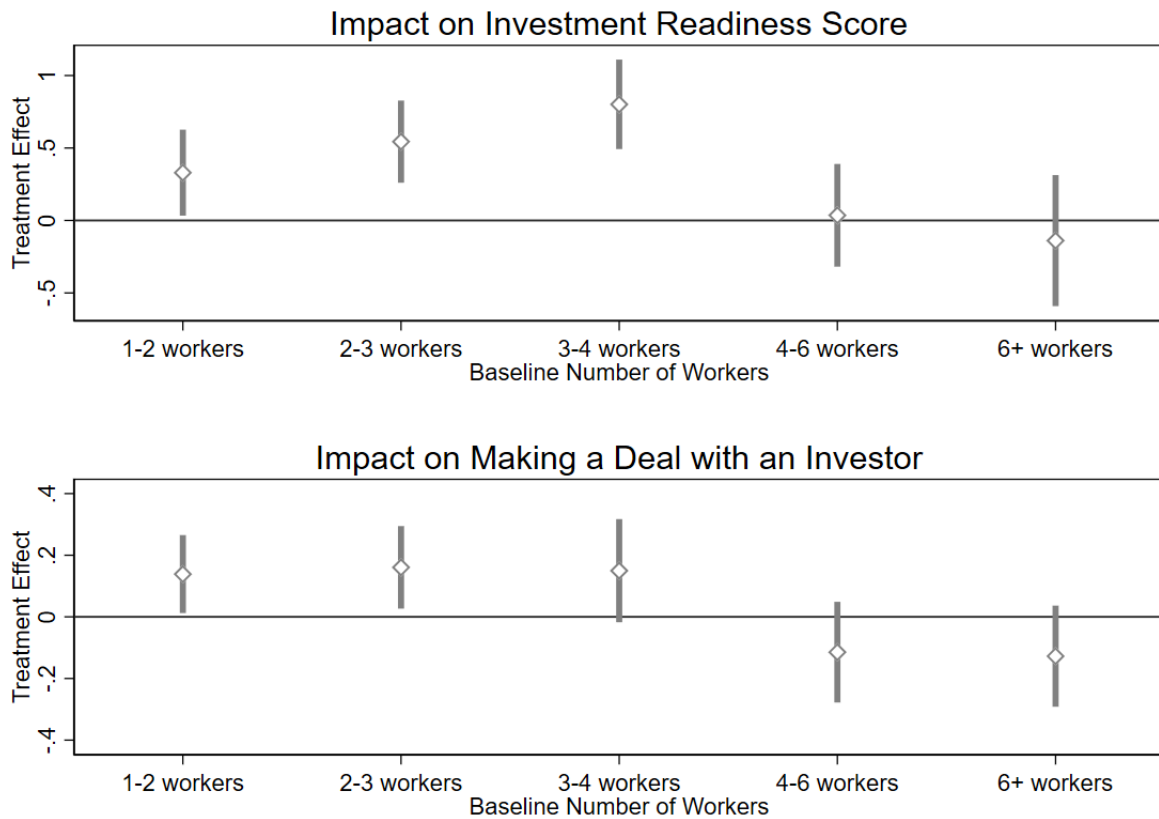 Impact on Investment Readiness Score
Treatment Effect
1
.5
0
-.5
1-2 workers 2-3 workers 3-4 workers 4-6 workers 6+ workers
Baseline Number of Workers
Impact on Making a Deal with an Investor
Treatment Effect
.4
.2
0
-.2
-.4
1-2 workers 2-3 workers 3-4 workers 4-6 workers 6+ workers
Baseline Number of Workers